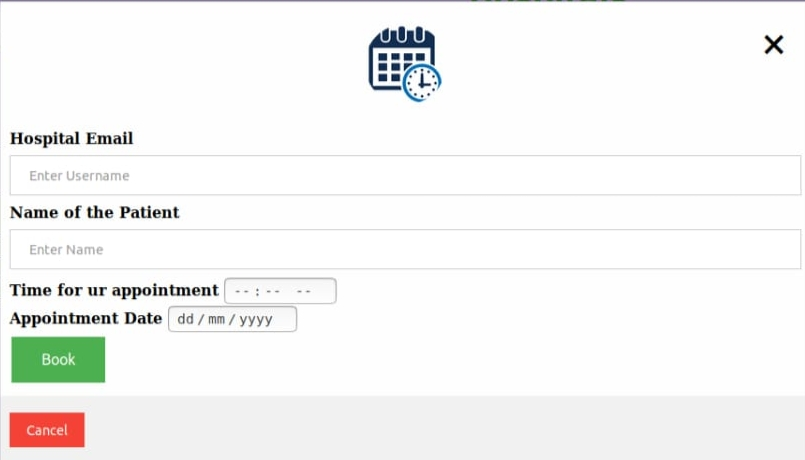 Hospital Email
Enter Username
Name of the Patient
Enter Name
Time for ur appointment --:-- --
Appointment Date dd/mm/yyyy
Book
Cancel